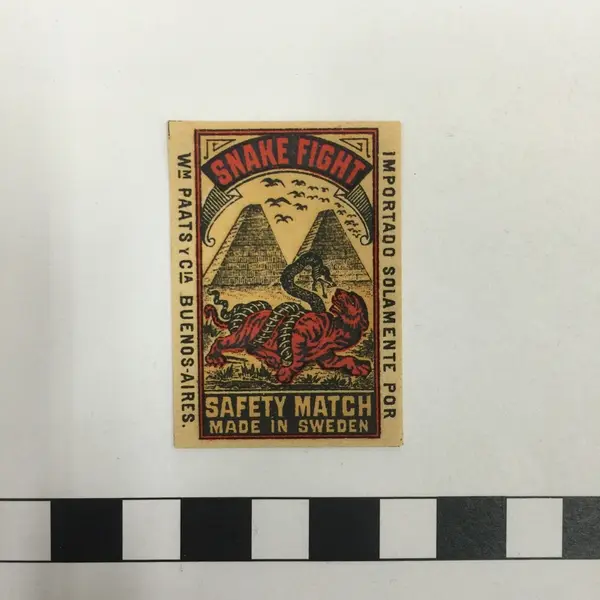 SNAKE FIGHT
SAFETY MATCH
MADE IN SWEDEN
IMPORTADO SOLAMENTE POR
WM PAATS Y CIA BUENOS-AIRES.